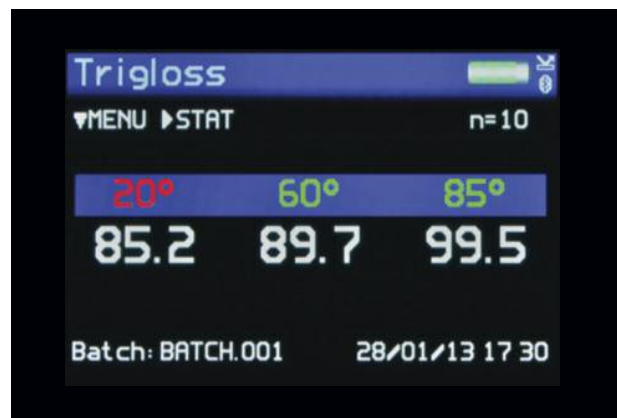 Trigloss
▼MENU ▶STAT n=10
20° 60° 85°
85.2 89.7 99.5
Batch: BATCH.001 28/01/13 17 30